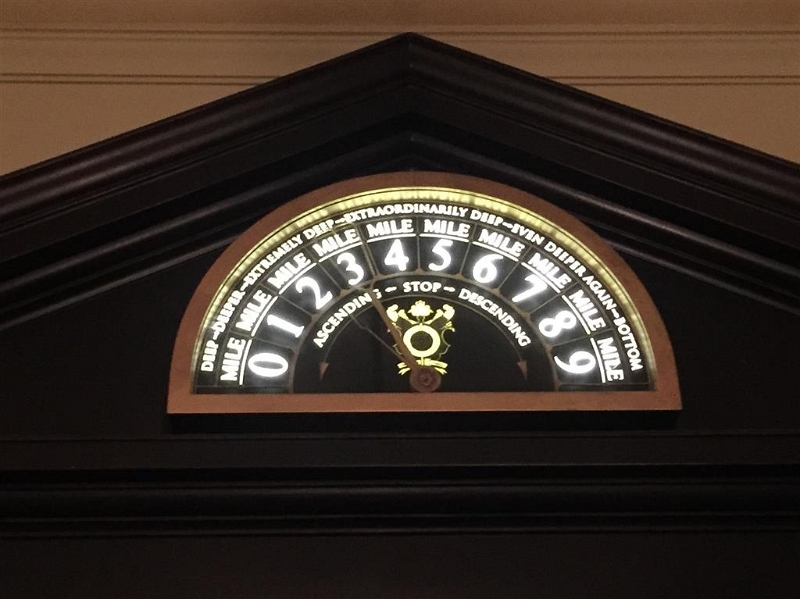 DEEP – DEEPER – EXTREMELY DEEP – EXTRAORDINARILY DEEP – EVEN DEEPER AGAIN – BOTTOM
MILE MILE MILE MILE MILE MILE MILE MILE MILE MILE
0 1 2 3 4 5 6 7 8 9
ASCENDING – STOP – DESCENDING